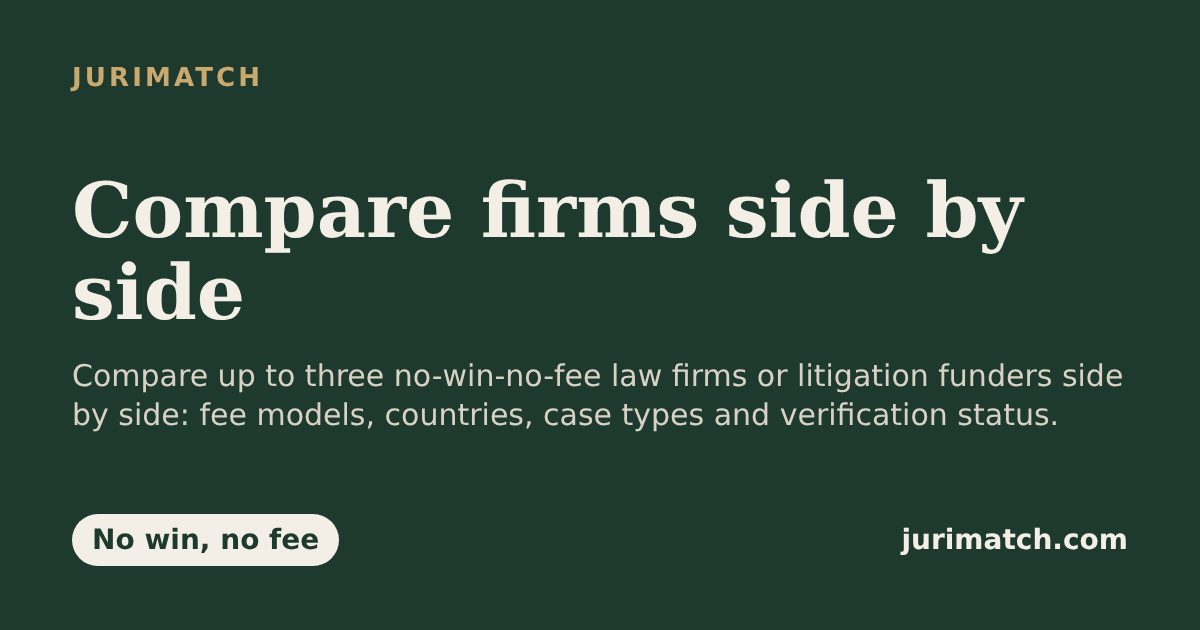 JURIMATCH
Compare firms side by
side
Compare up to three no-win-no-fee law firms or litigation funders side
by side: fee models, countries, case types and verification status.
No win, no fee
jurimatch.com